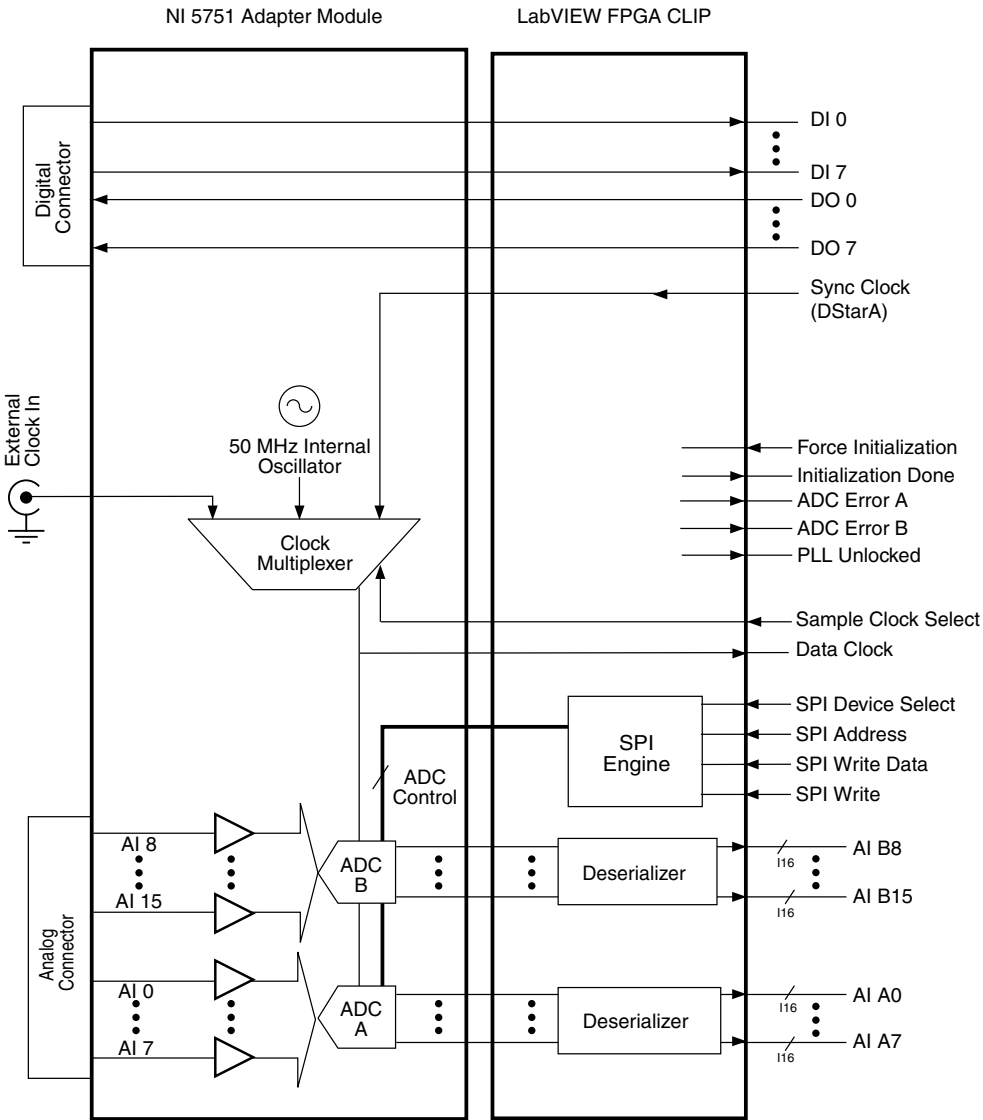 NI 5751 Adapter Module
LabVIEW FPGA CLIP
Digital
Connector
DI 0
DI 7
DO 0
DO 7
Sync Clock
(DStarA)
External
Clock In
50 MHz Internal
Oscillator
Clock
Multiplexer
Force Initialization
Initialization Done
ADC Error A
ADC Error B
PLL Unlocked
Sample Clock Select
Data Clock
SPI
Engine
SPI Device Select
SPI Address
SPI Write Data
SPI Write
ADC
Control
Analog
Connector
AI 8
AI 15
ADC
B
Deserializer
I16
AI B8
I16
AI B15
AI 0
AI 7
ADC
A
Deserializer
I16
AI A0
I16
AI A7